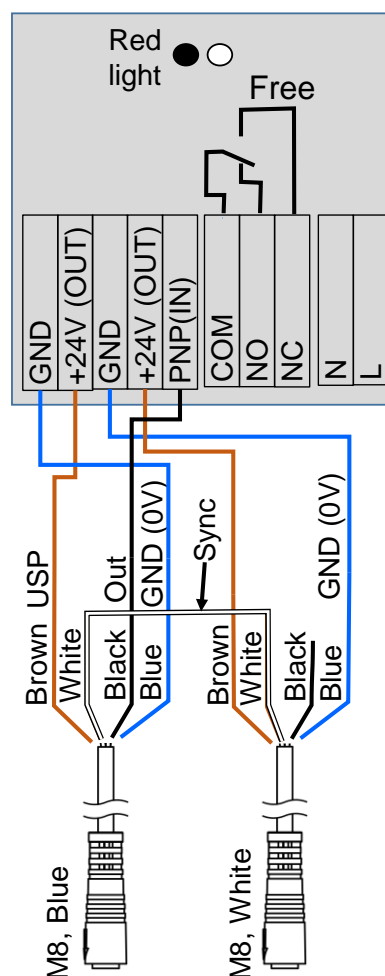 Red
light
Free
GND
+24V (OUT)
GND
+24V (OUT)
PNP(IN)
COM
NO
NC
N
L
Brown USP
White
Black Out
Blue GND (0V)
Sync
Brown
White
Black
Blue GND (0V)
M8, Blue
M8, White